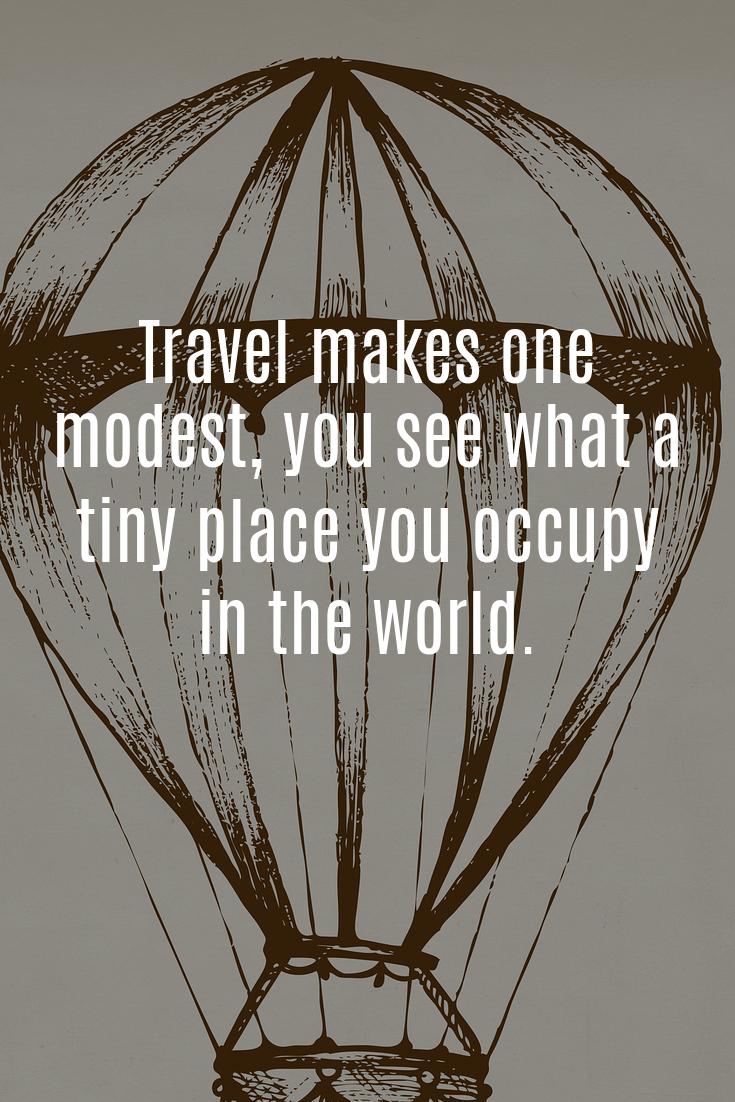 Travel makes one
modest, you see what a
tiny place you occupy
in the world.